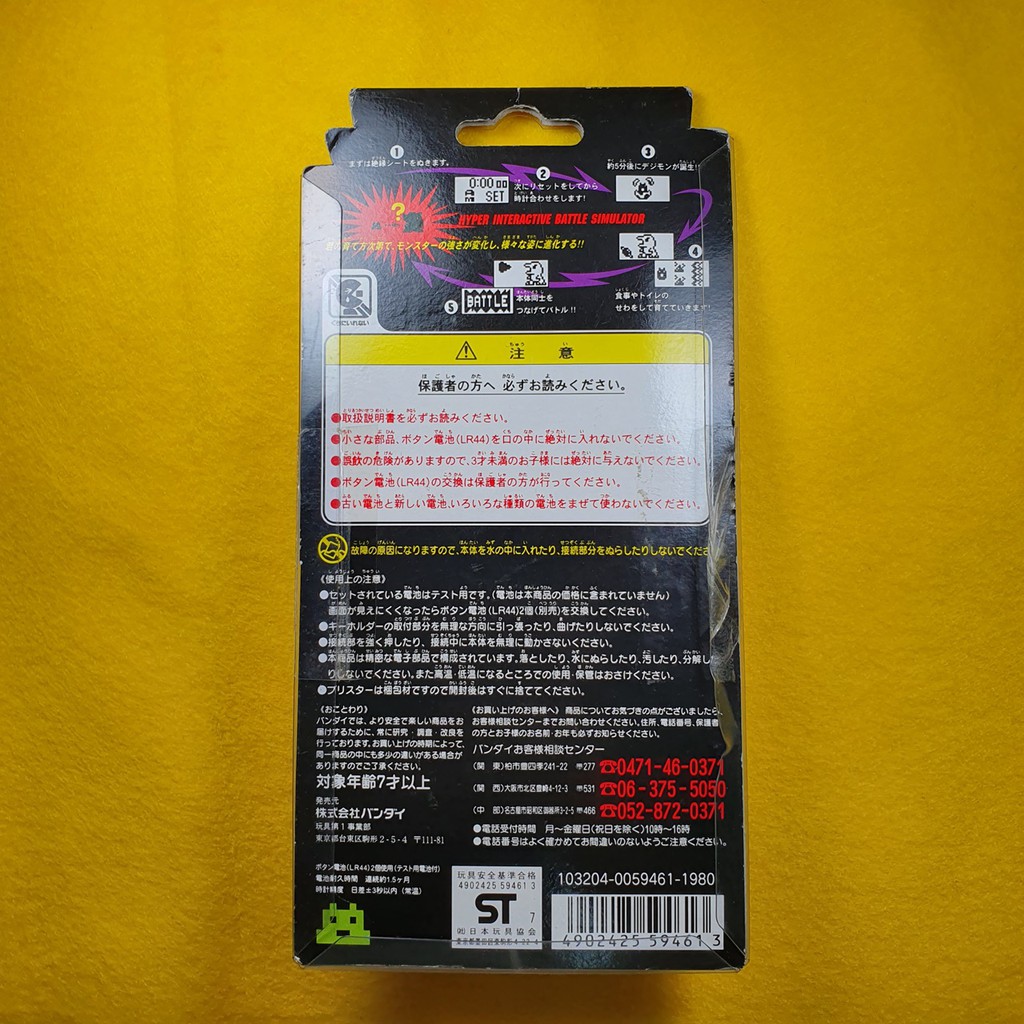 1
まずは絶縁シートをぬきます。
0:00 00
AM SET
2
次にリセットをしてから
時計合わせをします!
3
約5分後にデジモンが誕生!!
?
HYPER INTERACTIVE BATTLE SIMULATOR
育て方次第で、モンスターの強さが変化し、様々な姿に進化する!!
4
食事やトイレの
せわをして育てていきます!
5
BATTLE
本体同士を
つなげてバトル!!
くちにいれない
注意
保護者の方へ 必ずお読みください。
●取扱説明書を必ずお読みください。
●小さな部品、ボタン電池(LR44)を口の中に絶対に入れないでください。
●誤飲の危険がありますので、3才未満のお子様には絶対に与えないでください。
●ボタン電池(LR44)の交換は保護者の方が行ってください。
●古い電池と新しい電池、いろいろな種類の電池をまぜて使わないでください。
故障の原因になりますので、本体を水の中に入れたり、接続部分をぬらしたりしないでくださ
《使用上の注意》
●セットされている電池はテスト用です。(電池は本商品の価格に含まれていません)
画面が見えにくくなったらボタン電池(LR44)2個(別売)を交換してください。
●キーホルダーの取付部分を無理な方向に引っ張ったり、曲げたりしないでください。
●接続部を強く押したり、接続中に本体を無理に動かさないください。
●本商品は精密な電子部品で構成されています。落としたり、水にぬらしたり、汚したり、分解した
りしないでください。また高温・低温になるところでの使用・保管はおさけください。
●ブリスターは梱包材ですので開封後はすぐに捨ててください。
《おことわり》
バンダイでは、より安全で楽しい商品をお
届けするために、常に研究・調査・改良を
行っております。お買い上げの時期によって、
同一商品の中にも多少の違いがある場合が
ありますのでご了承ください。
対象年齢7才以上
発売元
株式会社バンダイ
玩具第1事業部
東京都台東区駒形2-5-4 〒111-81
《お買い上げのお客様へ》 商品についてお気づきの点がございましたら、
お客様相談センターまでお問い合わせください。住所、電話番号、保護者
の方とお子様のお名前・お年も必ずお知らせください。
バンダイお客様相談センター
(関 東)柏市豊四季241-22 〒277 ☎0471-46-0371
(関 西)大阪市北区豊崎4-12-3 〒531 ☎06-375-5050
(中 部)名古屋市昭和区御器所3-2-5 〒466 ☎052-872-0371
●電話受付時間 月~金曜日(祝日を除く)10時~16時
●電話番号はよく確かめてお間違いのないようご注意ください。
ボタン電池(LR44)2個使用(テスト用電池付)
電池耐久時間 連続約1.5ヶ月
時計精度 日差±3秒以内(常温)
玩具安全基準合格
4902425 59461 3
ST 7
㈳日本玩具協会
東京都墨田区東駒形4-22-4
103204-0059461-1980
4902425 594613